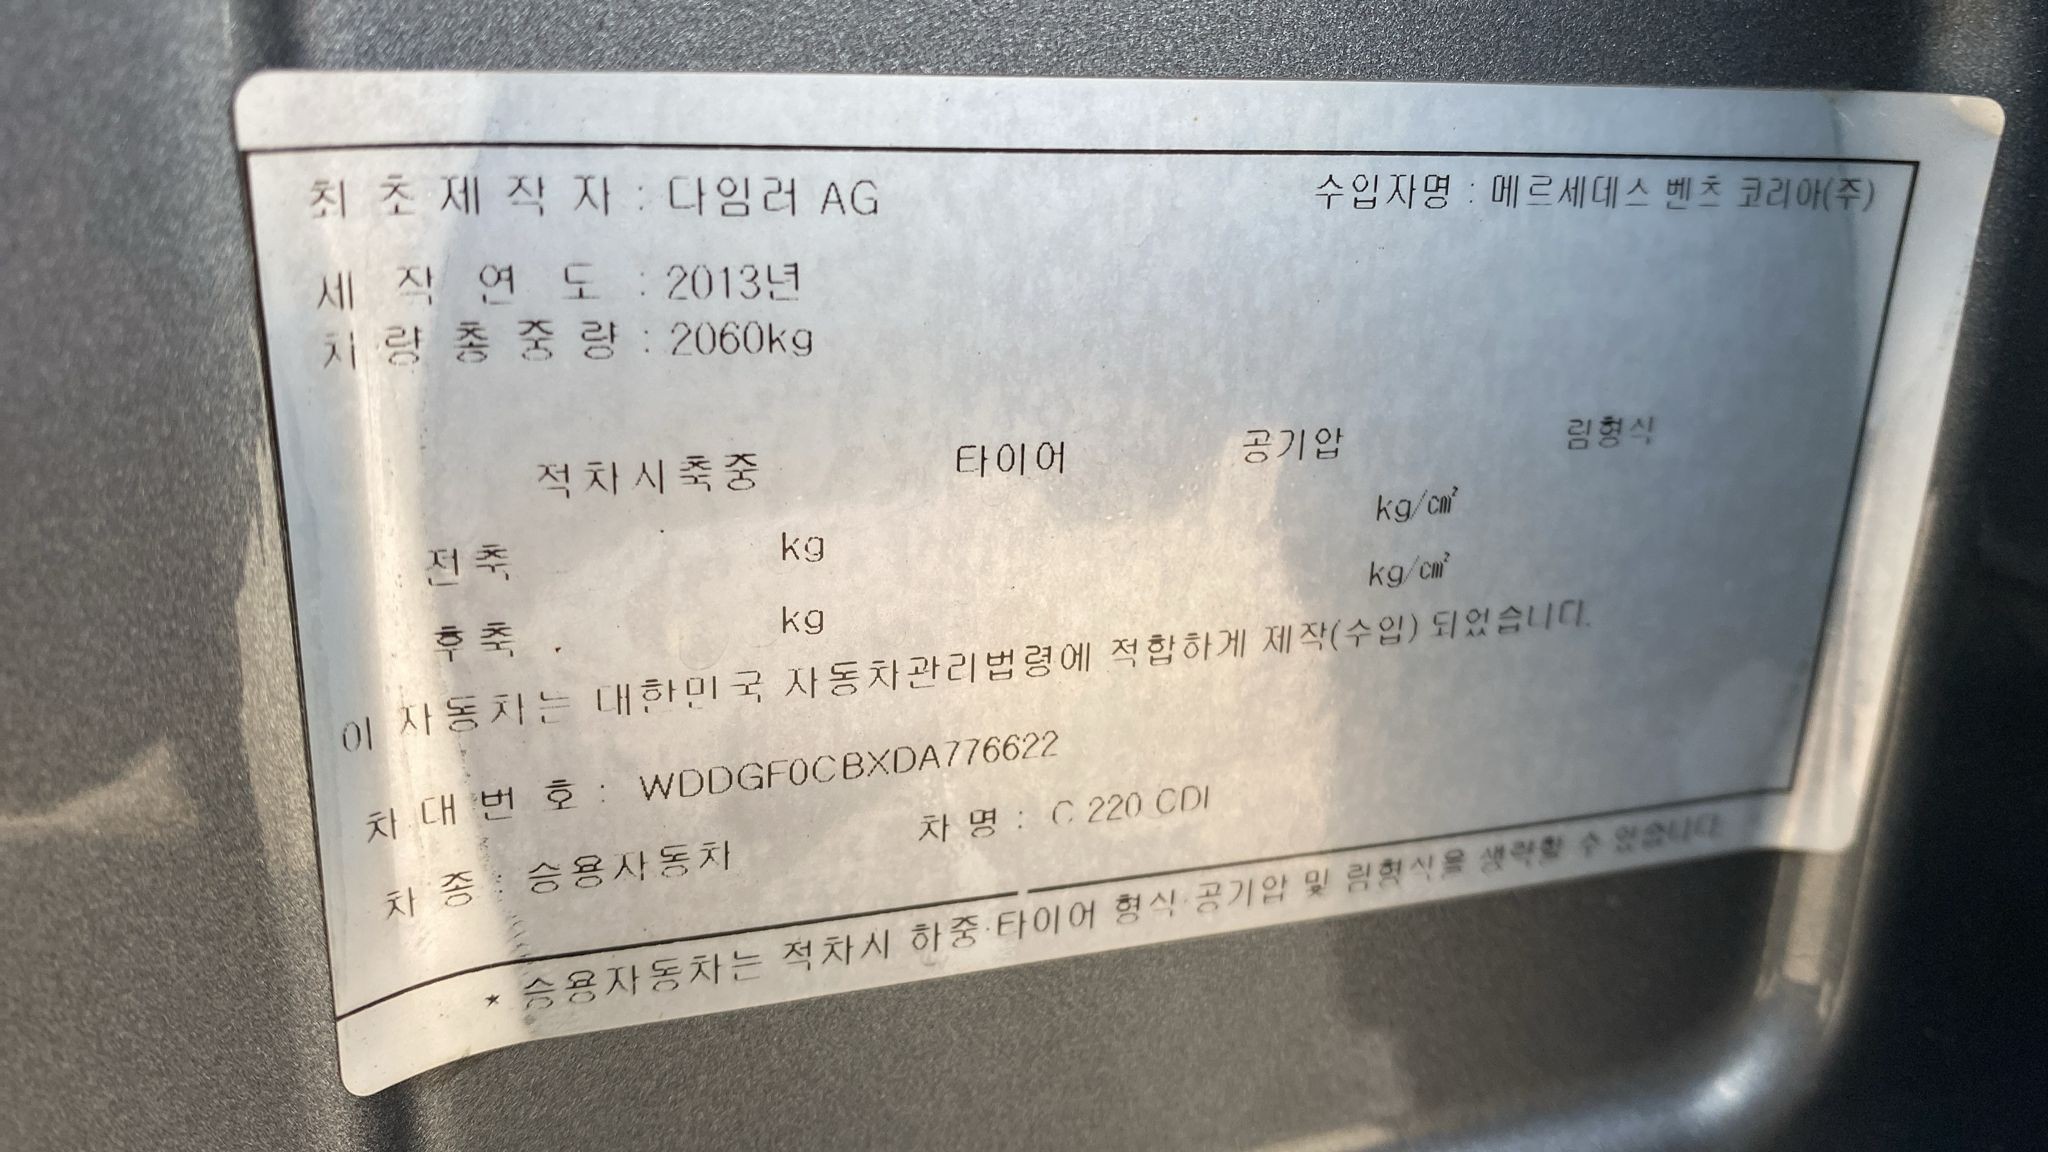 최초제작자 : 다임러 AG
수입자명 : 메르세데스 벤츠 코리아(주)
제작연도 : 2013년
차량총중량 : 2060kg
적차시축중 타이어 공기압 림형식
전축 kg kg/㎠
후축 kg kg/㎠
이 자동차는 대한민국 자동차관리법령에 적합하게 제작(수입) 되었습니다.
차대번호 : WDDGF0CBXDA776622
차종 : 승용자동차 차명 : C 220 CDI
* 승용자동차는 적차시 하중·타이어 형식·공기압 및 림형식을 생략할 수 있습니다.